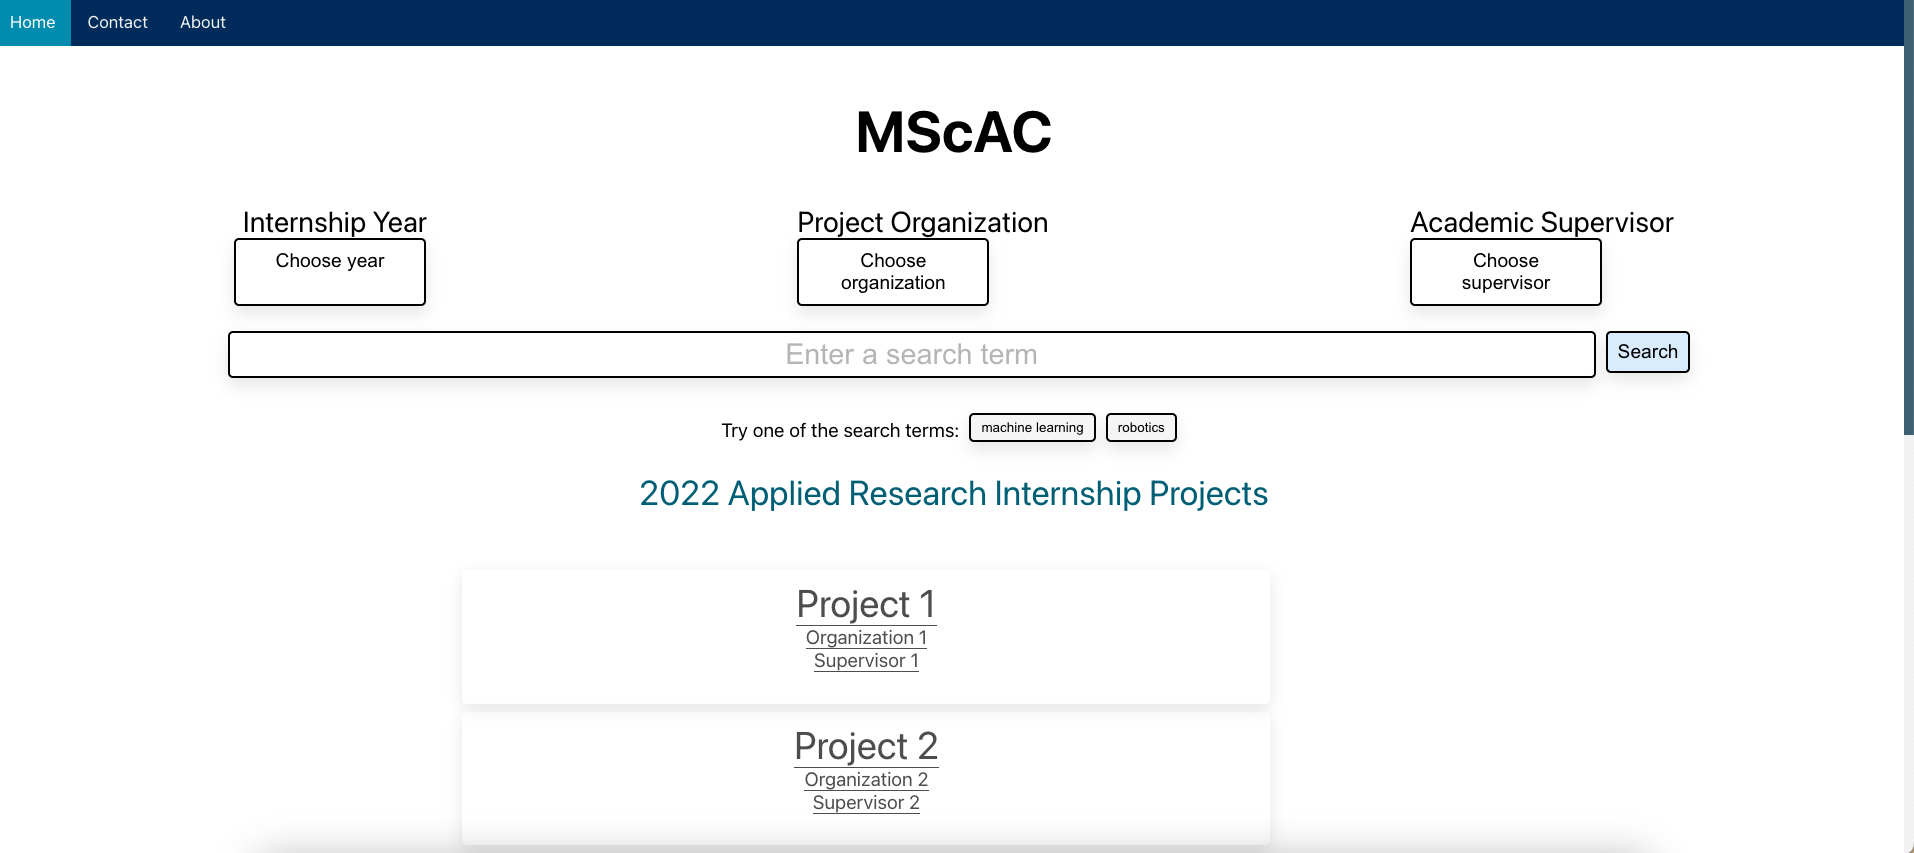 Home Contact About
MScAC
Internship Year Project Organization Academic Supervisor
Choose year Choose organization Choose supervisor
Enter a search term Search
Try one of the search terms: machine learning robotics
2022 Applied Research Internship Projects
Project 1
Organization 1
Supervisor 1
Project 2
Organization 2
Supervisor 2